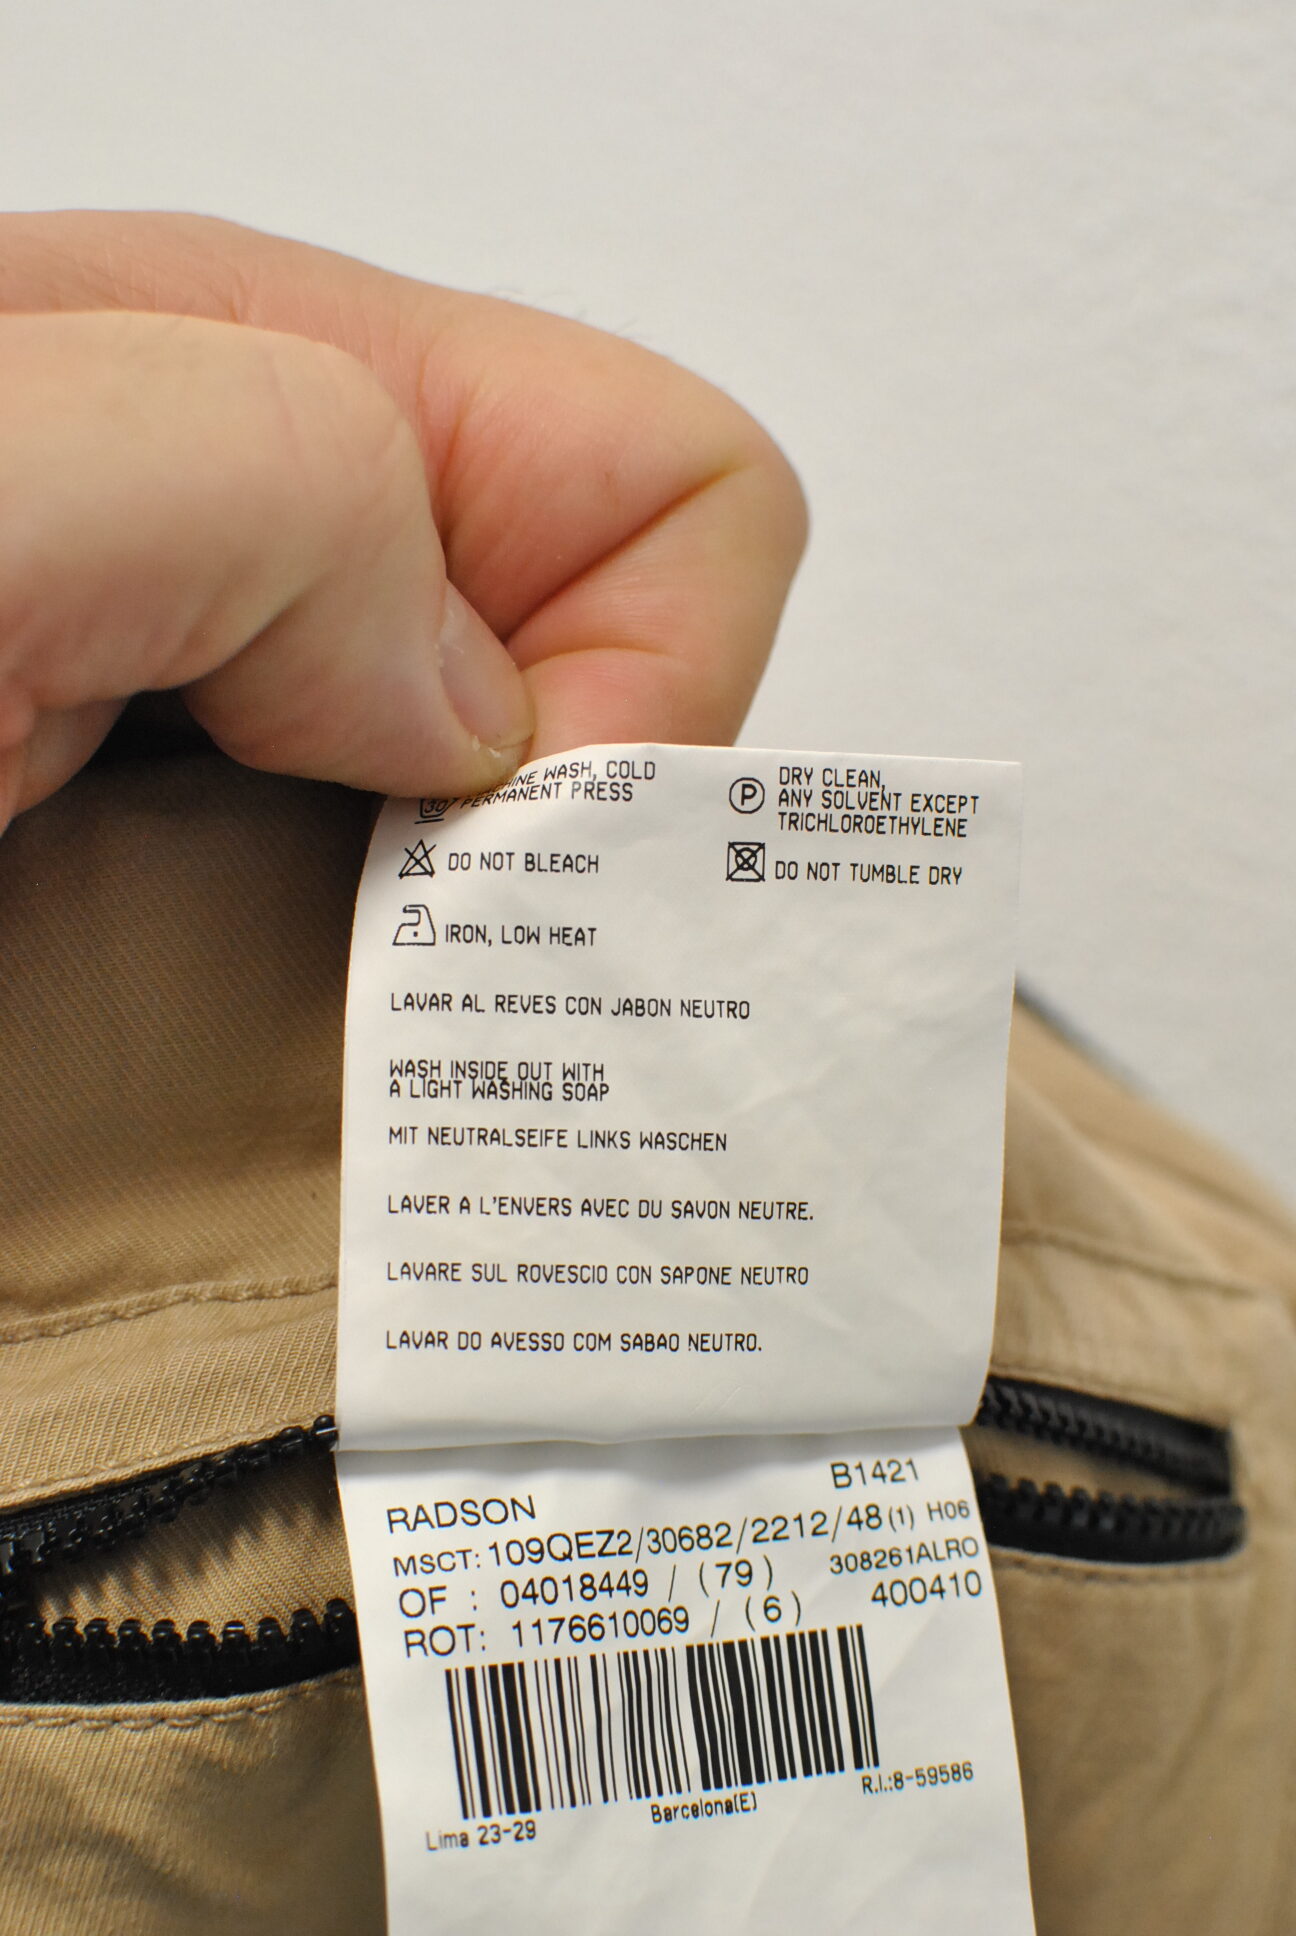 WASH, COLD
PERMANENT PRESS
30
DRY CLEAN,
ANY SOLVENT EXCEPT
TRICHLOROETHYLENE
P
DO NOT BLEACH
DO NOT TUMBLE DRY
IRON, LOW HEAT
LAVAR AL REVES CON JABON NEUTRO
WASH INSIDE OUT WITH
A LIGHT WASHING SOAP
MIT NEUTRALSEIFE LINKS WASCHEN
LAVER A L'ENVERS AVEC DU SAVON NEUTRE.
LAVARE SUL ROVESCIO CON SAPONE NEUTRO
LAVAR DO AVESSO COM SABAO NEUTRO.
RADSON B1421
MSCT: 109QEZ2/30682/2212/48(1) H06
OF : 04018449 / (79) 308261ALRO
ROT: 1176610069 / (6) 400410
Lima 23-29 Barcelona(E) R.I.:8-59586